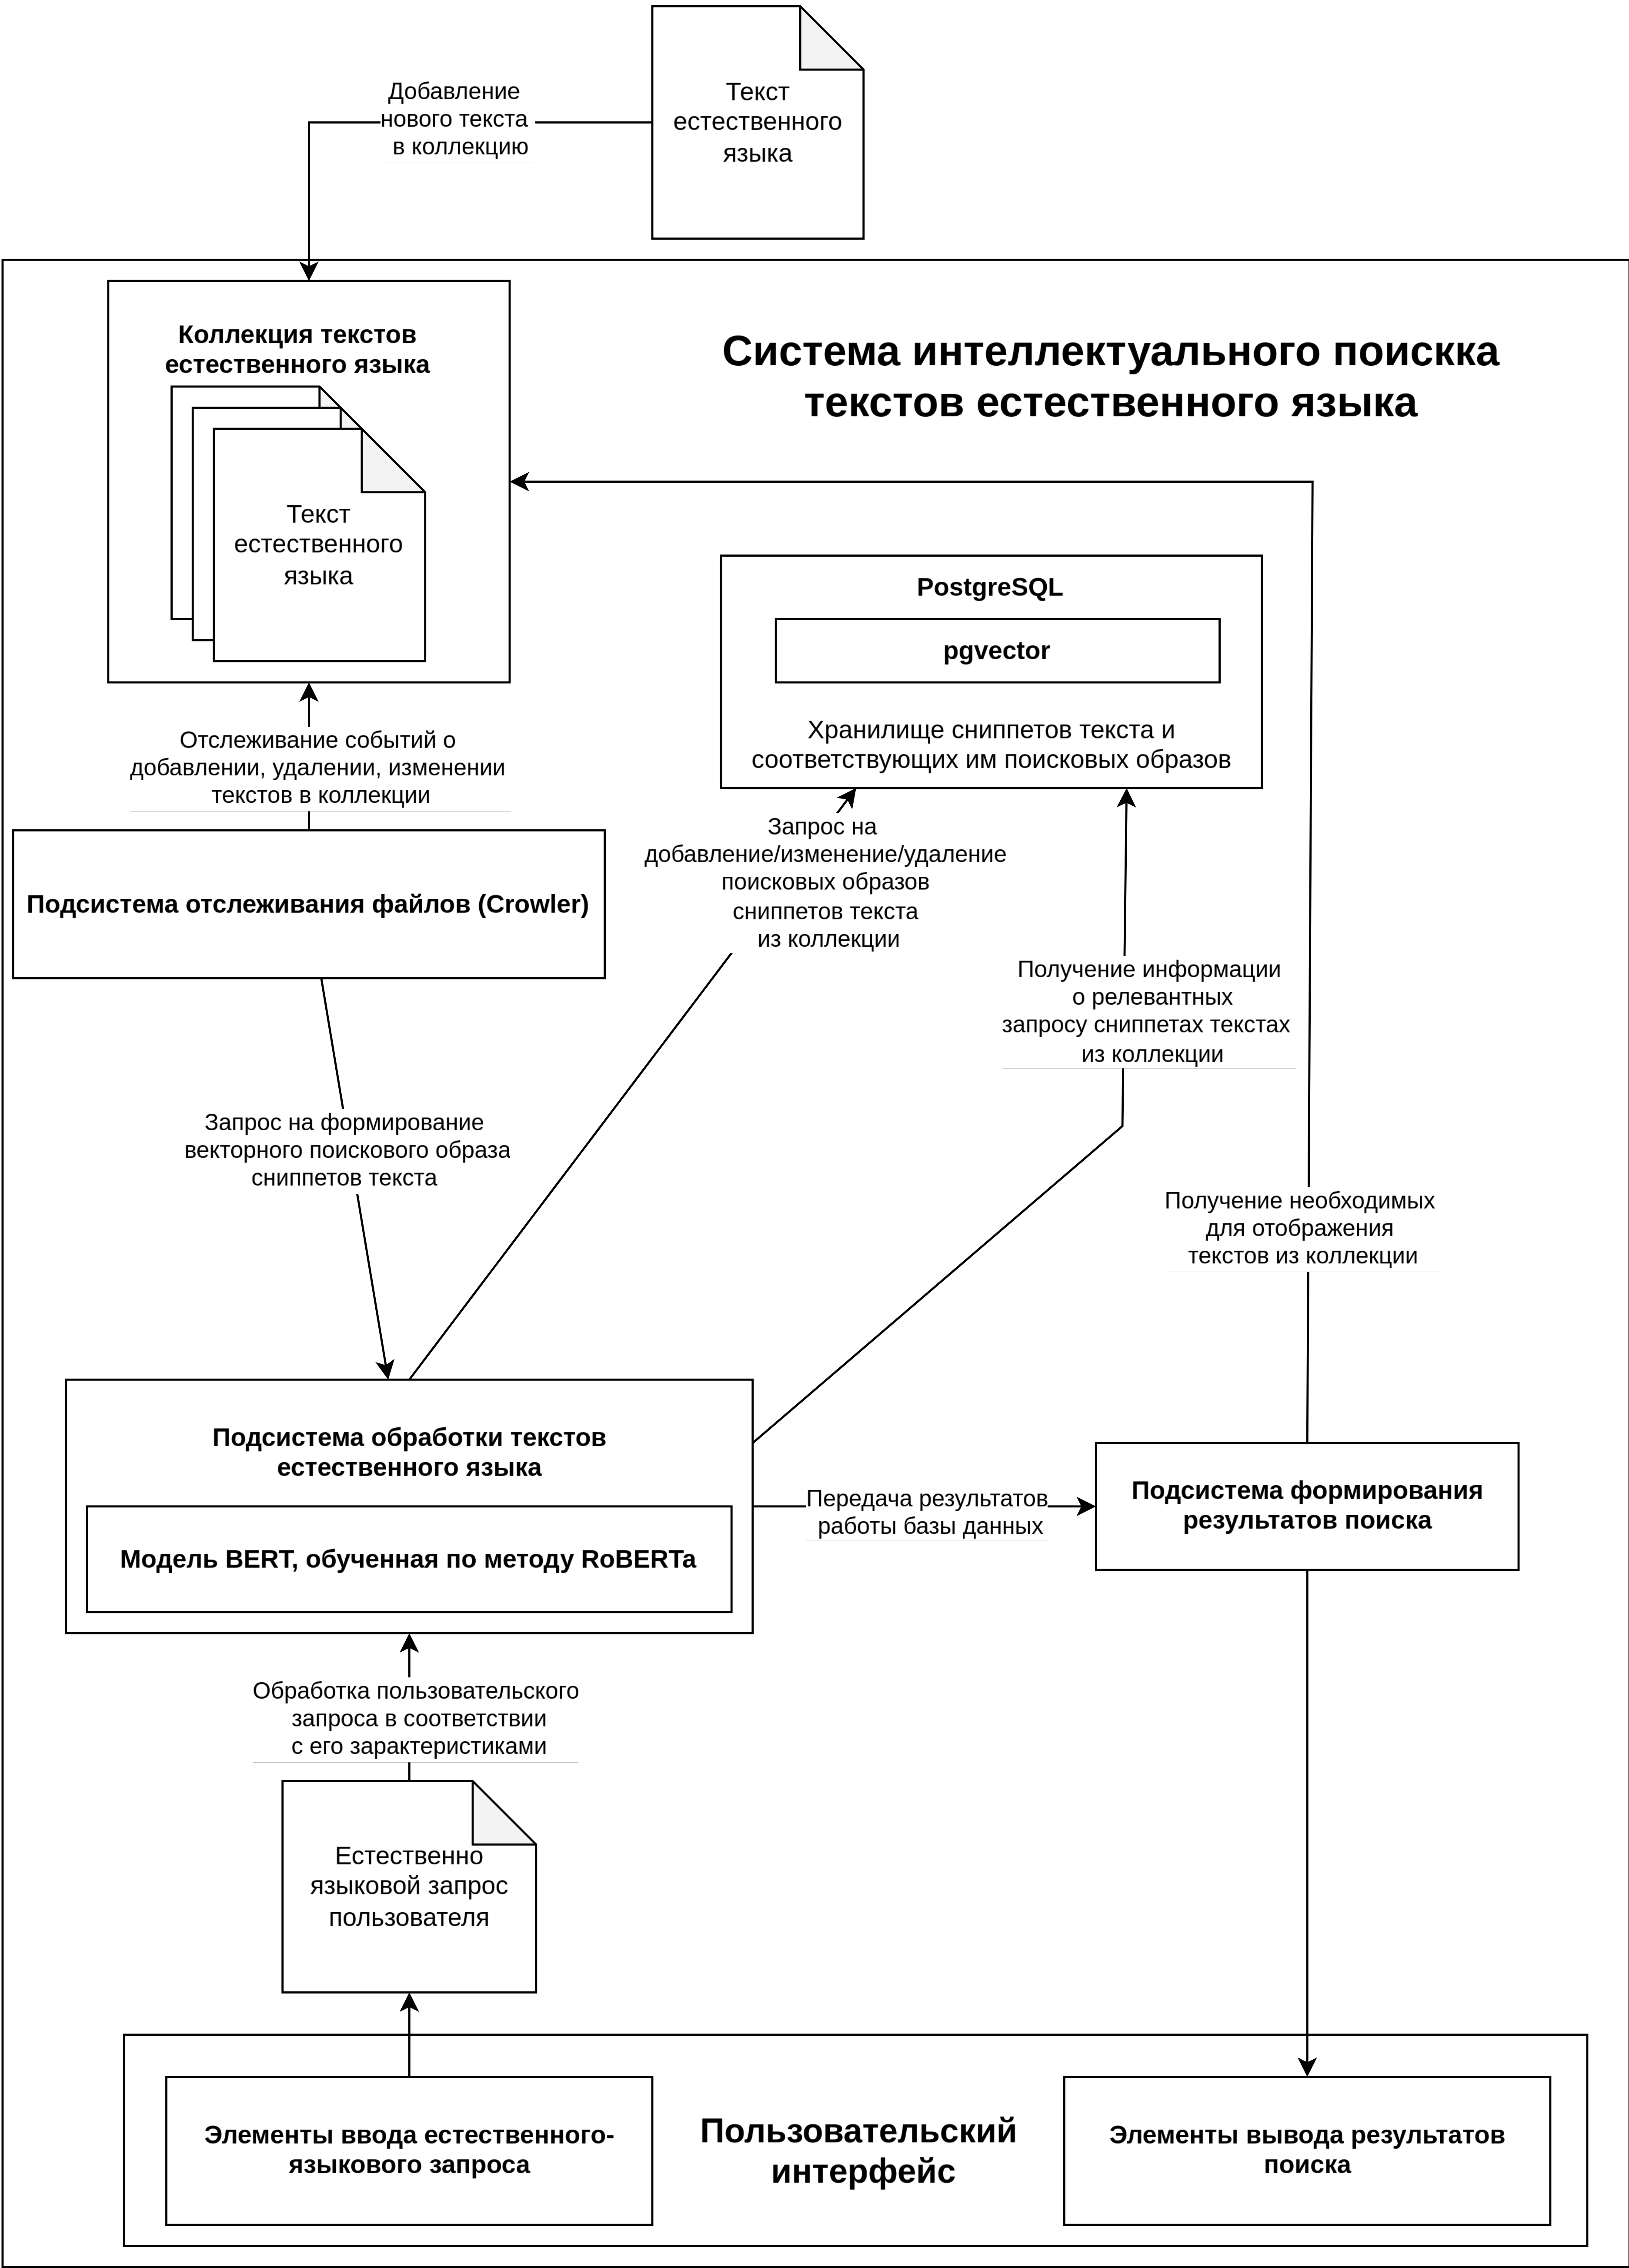 Текст
естественного
языка
Добавление
нового текста
в коллекцию
Коллекция текстов
естественного языка
Текст
естественного
языка
Система интеллектуального поискка
текстов естественного языка
PostgreSQL
pgvector
Хранилище сниппетов текста и
соответствующих им поисковых образов
Отслеживание событий о
добавлении, удалении, изменении
текстов в коллекции
Подсистема отслеживания файлов (Crowler)
Запрос на
добавление/изменение/удаление
поисковых образов
сниппетов текста
из коллекции
Получение информации
о релевантных
запросу сниппетах текстах
из коллекции
Запрос на формирование
векторного поискового образа
сниппетов текста
Получение необходимых
для отображения
текстов из коллекции
Подсистема обработки текстов
естественного языка
Модель BERT, обученная по методу RoBERTa
Передача результатов
работы базы данных
Подсистема формирования
результатов поиска
Обработка пользовательского
запроса в соответствии
с его зарактеристиками
Естественно
языковой запрос
пользователя
Элементы ввода естественного-
языкового запроса
Пользовательский
интерфейс
Элементы вывода результатов
поиска